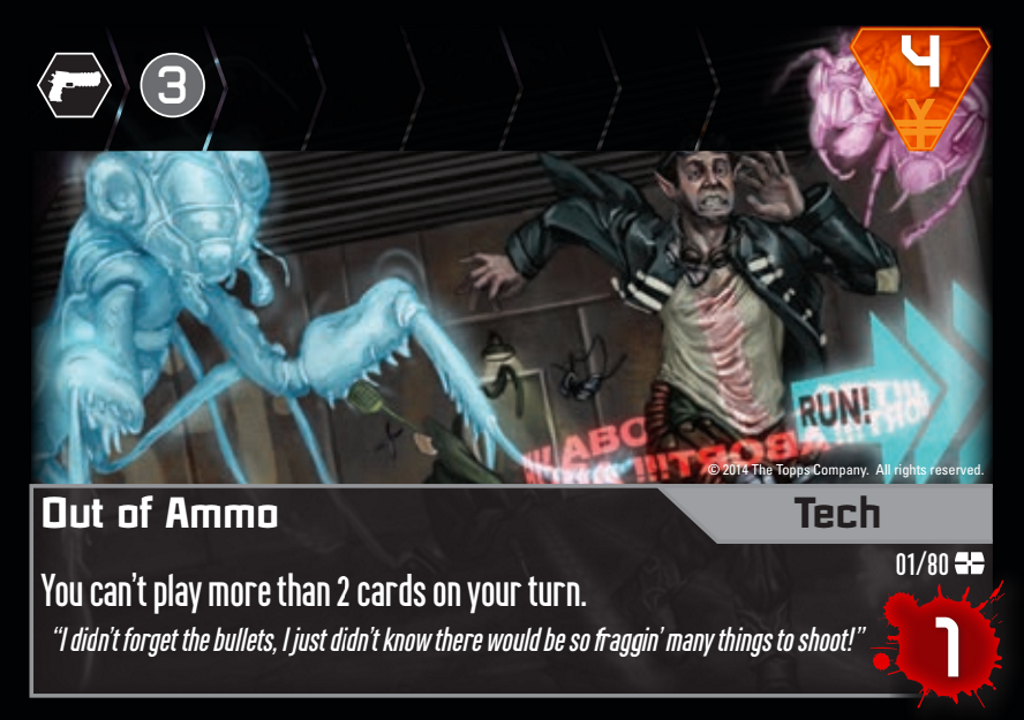 3
4
¥
RUN!
!!! ABO
© 2014 The Topps Company. All rights reserved.
Out of Ammo
Tech
01/80
You can't play more than 2 cards on your turn.
"I didn't forget the bullets, I just didn't know there would be so fraggin' many things to shoot!"
1